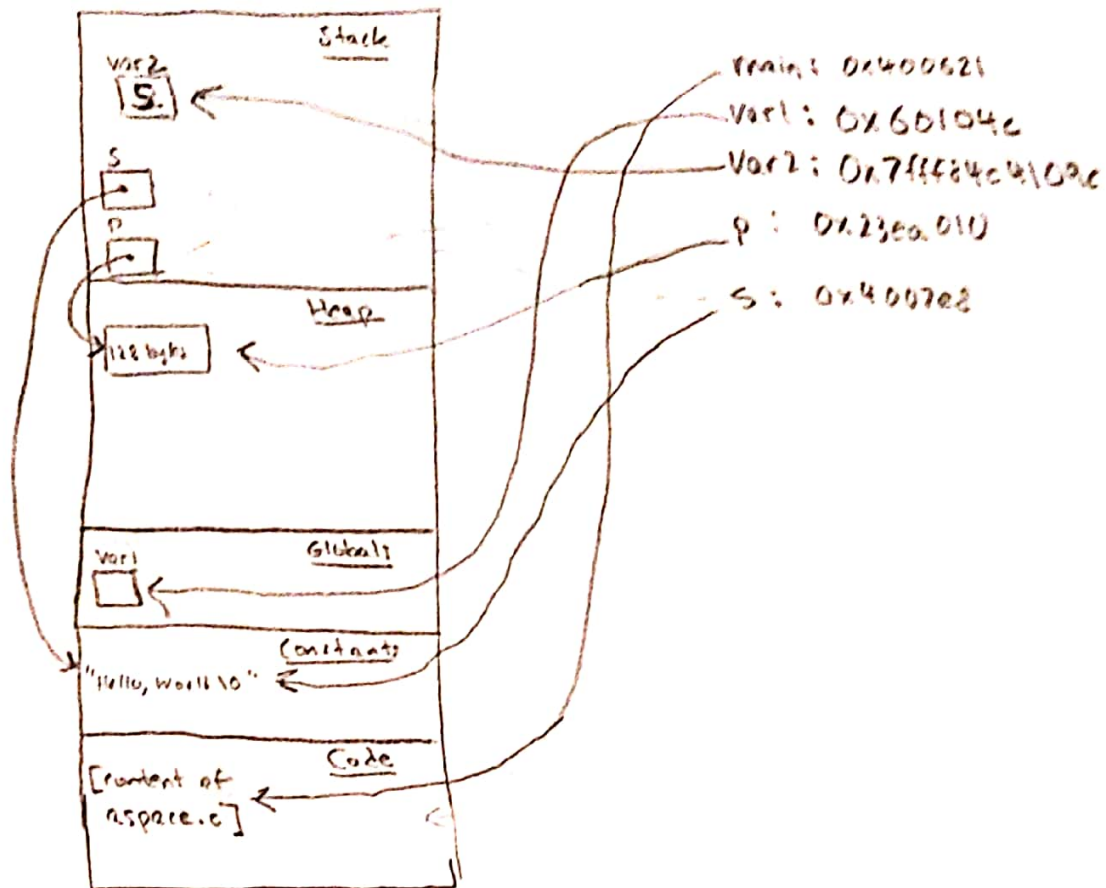 Stack
var2
5
S
P
Heap
128 bytes
Globals
var1
Constants
"Hello, World\0"
Code
[content of
aspace.c]
main: 0x400621
var1: 0x60104c
var2:
p: 0x23ea010
S: 0x4007e8